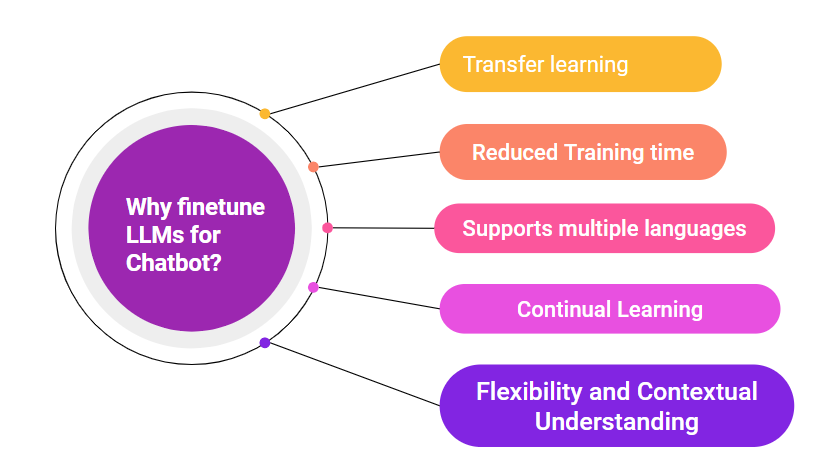 Why finetune
LLMs for
Chatbot?
Transfer learning
Reduced Training time
Supports multiple languages
Continual Learning
Flexibility and Contextual
Understanding